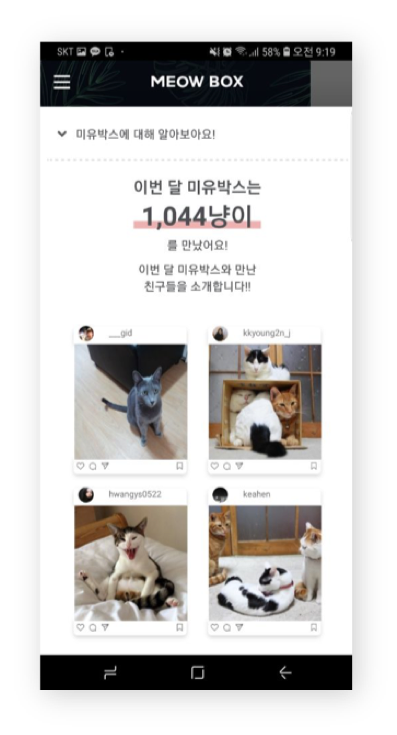 SKT 58% 오전 9:19
MEOW BOX
미유박스에 대해 알아보아요!
이번 달 미유박스는
1,044냥이
를 만났어요!
이번 달 미유박스와 만난
친구들을 소개합니다!!
___gid
kkyoung2n_j
hwangys0522
keahen